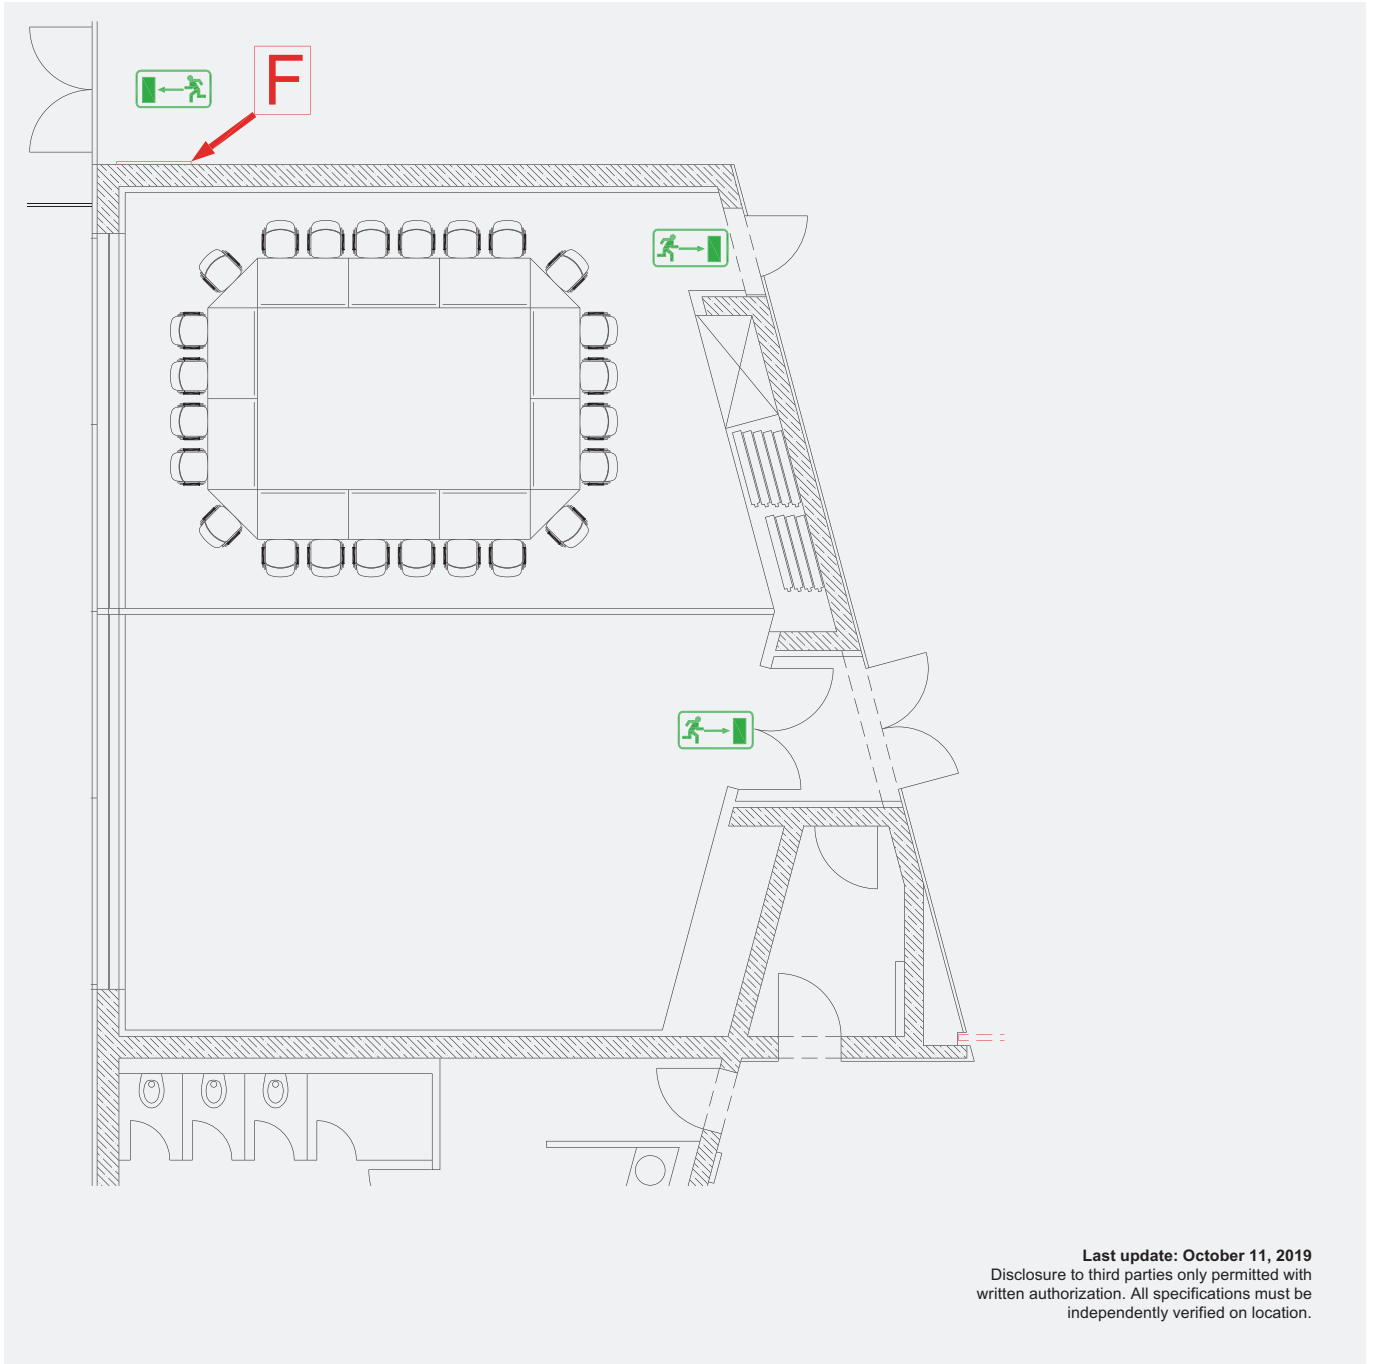 F
Last update: October 11, 2019
Disclosure to third parties only permitted with
written authorization. All specifications must be
independently verified on location.